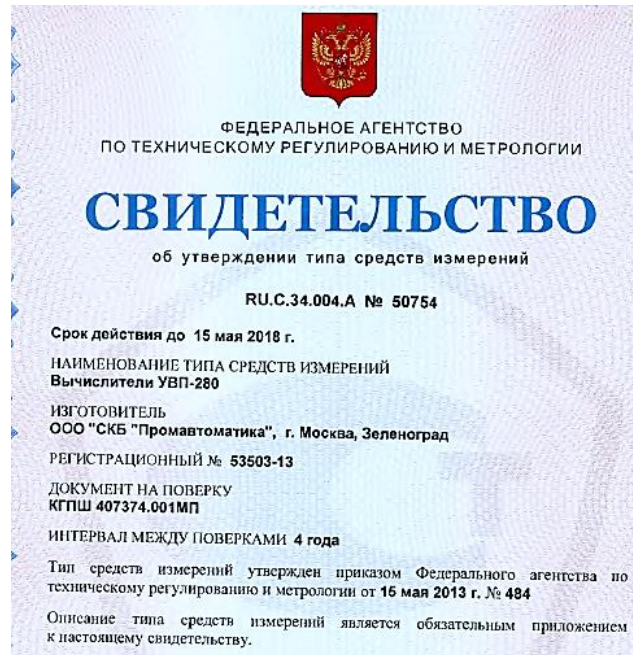 ФЕДЕРАЛЬНОЕ АГЕНТСТВО
ПО ТЕХНИЧЕСКОМУ РЕГУЛИРОВАНИЮ И МЕТРОЛОГИИ
СВИДЕТЕЛЬСТВО
об утверждении типа средств измерений
RU.C.34.004.A № 50754
Срок действия до 15 мая 2018 г.
НАИМЕНОВАНИЕ ТИПА СРЕДСТВ ИЗМЕРЕНИЙ
Вычислители УВП-280
ИЗГОТОВИТЕЛЬ
ООО "СКБ "Промавтоматика", г. Москва, Зеленоград
РЕГИСТРАЦИОННЫЙ № 53503-13
ДОКУМЕНТ НА ПОВЕРКУ
КГПШ 407374.001МП
ИНТЕРВАЛ МЕЖДУ ПОВЕРКАМИ 4 года
Тип средств измерений утвержден приказом Федерального агентства по
техническому регулированию и метрологии от 15 мая 2013 г. № 484
Описание типа средств измерений является обязательным приложением
к настоящему свидетельству.